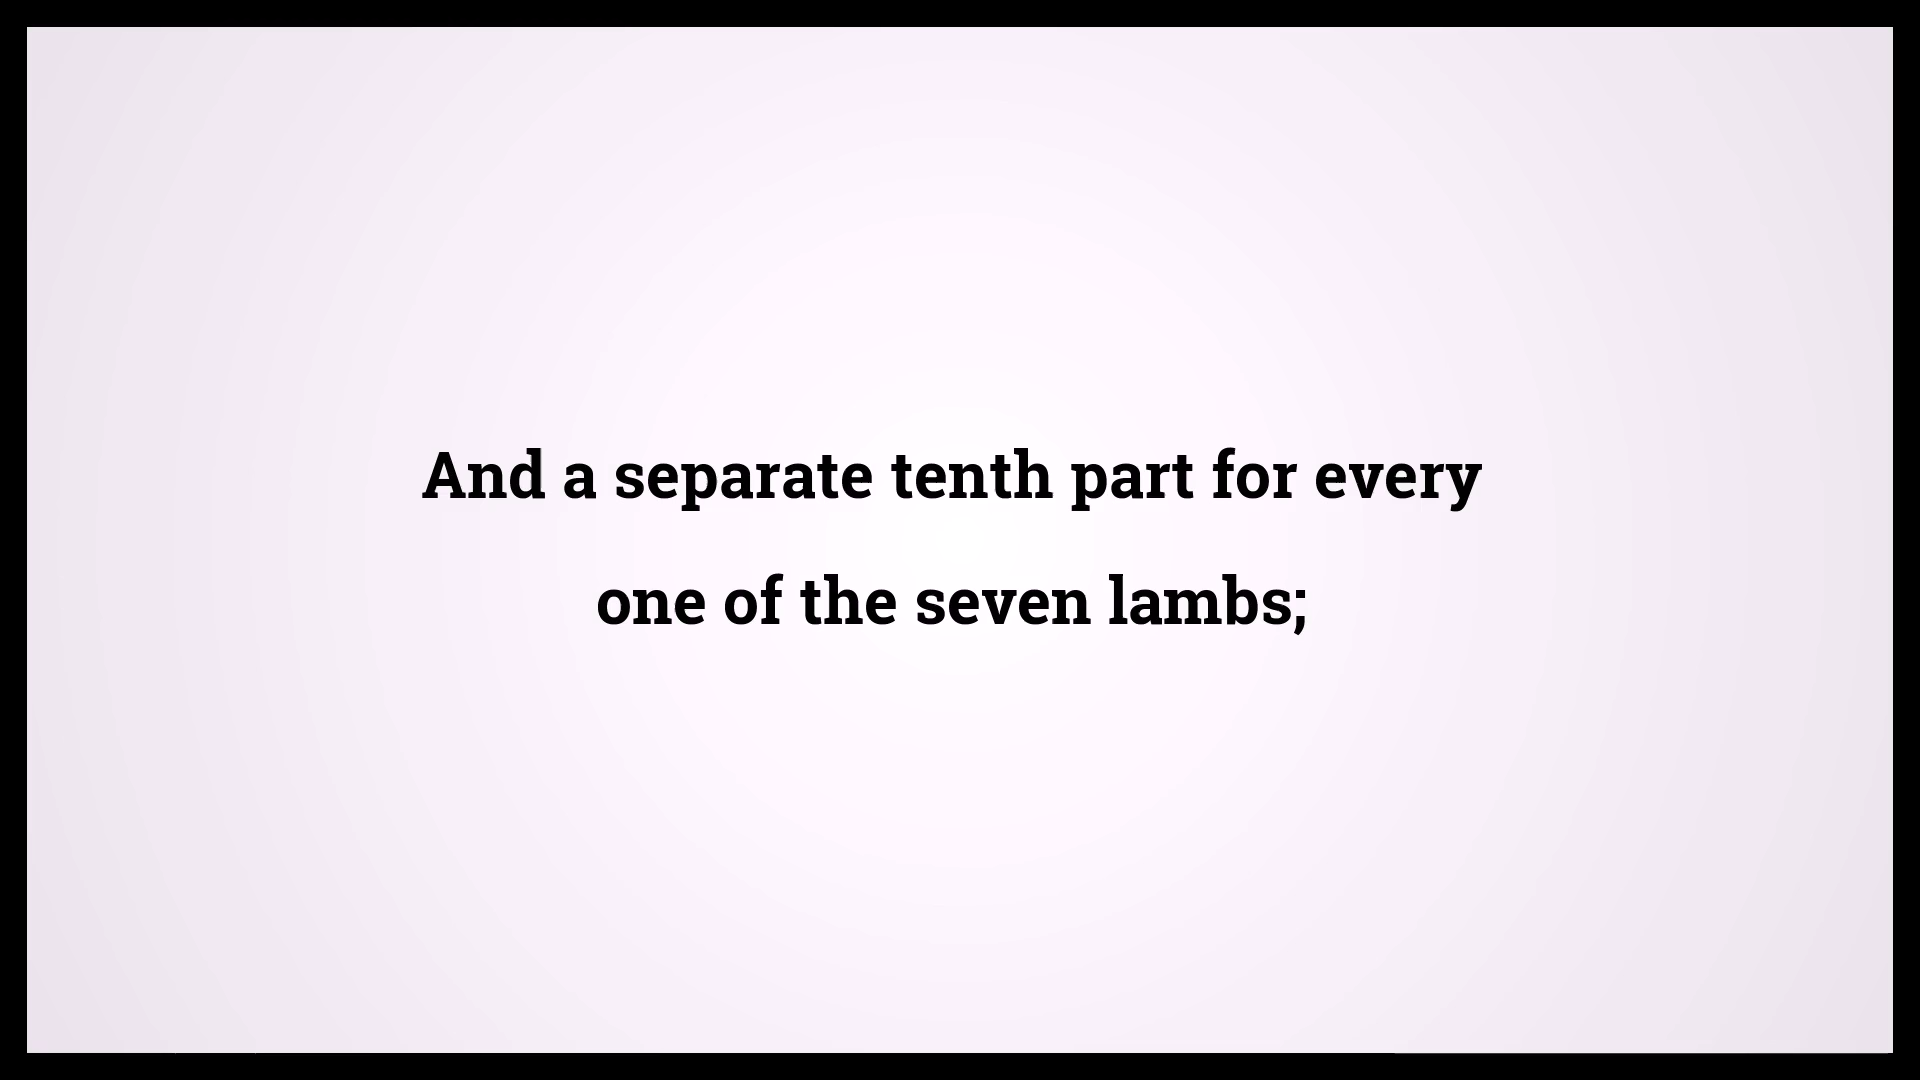 And a separate tenth part for every
one of the seven lambs;